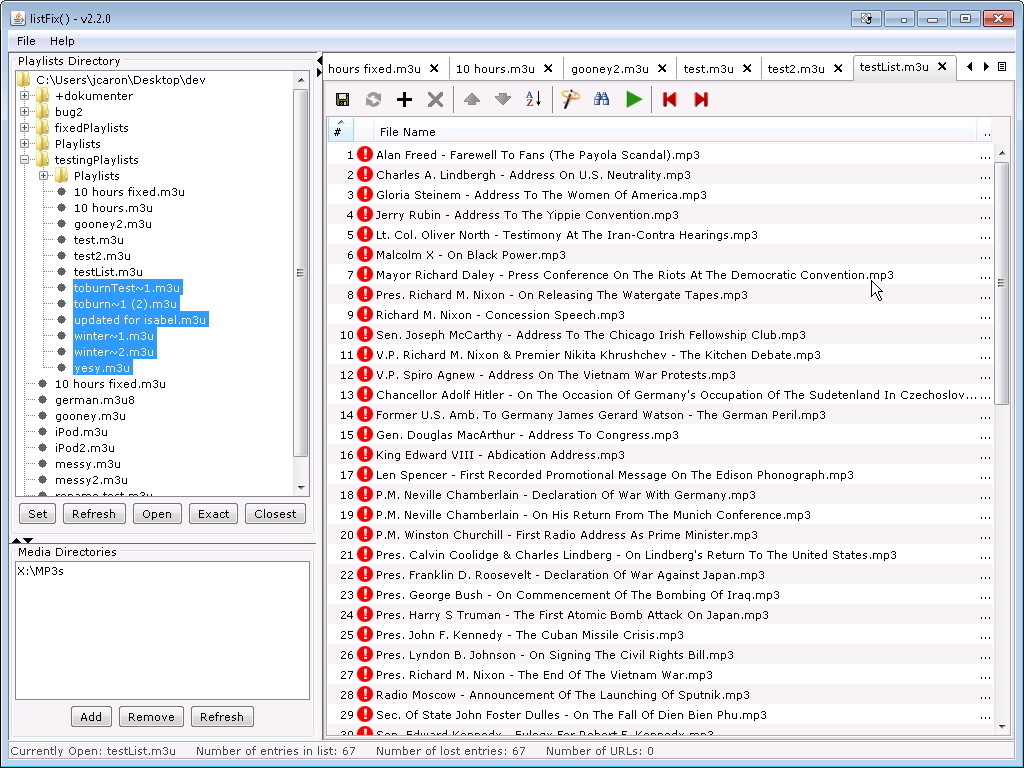 listFix( ) - v2.2.0
File Help
Playlists Directory
C:\Users\jcaron\Desktop\dev
+dokumenter
bug2
fixedPlaylists
Playlists
testingPlaylists
Playlists
10 hours fixed.m3u
10 hours.m3u
gooney2.m3u
test.m3u
test2.m3u
testList.m3u
toburnTest~1.m3u
toburn~1 (2).m3u
updated for isabel.m3u
winter~1.m3u
winter~2.m3u
yesy.m3u
10 hours fixed.m3u
german.m3u8
gooney.m3u
iPod.m3u
iPod2.m3u
messy.m3u
messy2.m3u
rename test.m3u
Set Refresh Open Exact Closest
Media Directories
X:\MP3s
Add Remove Refresh
hours fixed.m3u 10 hours.m3u gooney2.m3u test.m3u test2.m3u testList.m3u
# File Name ..
1 Alan Freed - Farewell To Fans (The Payola Scandal).mp3 ...
2 Charles A. Lindbergh - Address On U.S. Neutrality.mp3 ...
3 Gloria Steinem - Address To The Women Of America.mp3 ...
4 Jerry Rubin - Address To The Yippie Convention.mp3 ...
5 Lt. Col. Oliver North - Testimony At The Iran-Contra Hearings.mp3 ...
6 Malcolm X - On Black Power.mp3 ...
7 Mayor Richard Daley - Press Conference On The Riots At The Democratic Convention.mp3 ...
8 Pres. Richard M. Nixon - On Releasing The Watergate Tapes.mp3 ...
9 Richard M. Nixon - Concession Speech.mp3 ...
10 Sen. Joseph McCarthy - Address To The Chicago Irish Fellowship Club.mp3 ...
11 V.P. Richard M. Nixon & Premier Nikita Khrushchev - The Kitchen Debate.mp3 ...
12 V.P. Spiro Agnew - Address On The Vietnam War Protests.mp3 ...
13 Chancellor Adolf Hitler - On The Occasion Of Germany's Occupation Of The Sudetenland In Czechoslov... ...
14 Former U.S. Amb. To Germany James Gerard Watson - The German Peril.mp3 ...
15 Gen. Douglas MacArthur - Address To Congress.mp3 ...
16 King Edward VIII - Abdication Address.mp3 ...
17 Len Spencer - First Recorded Promotional Message On The Edison Phonograph.mp3 ...
18 P.M. Neville Chamberlain - Declaration Of War With Germany.mp3 ...
19 P.M. Neville Chamberlain - On His Return From The Munich Conference.mp3 ...
20 P.M. Winston Churchill - First Radio Address As Prime Minister.mp3 ...
21 Pres. Calvin Coolidge & Charles Lindberg - On Lindberg's Return To The United States.mp3 ...
22 Pres. Franklin D. Roosevelt - Declaration Of War Against Japan.mp3 ...
23 Pres. George Bush - On Commencement Of The Bombing Of Iraq.mp3 ...
24 Pres. Harry S Truman - The First Atomic Bomb Attack On Japan.mp3 ...
25 Pres. John F. Kennedy - The Cuban Missile Crisis.mp3 ...
26 Pres. Lyndon B. Johnson - On Signing The Civil Rights Bill.mp3 ...
27 Pres. Richard M. Nixon - The End Of The Vietnam War.mp3 ...
28 Radio Moscow - Announcement Of The Launching Of Sputnik.mp3 ...
29 Sec. Of State John Foster Dulles - On The Fall Of Dien Bien Phu.mp3 ...
30 Sen. Edward Kennedy - Eulogy For Robert F. Kennedy.mp3
Currently Open: testList.m3u Number of entries in list: 67 Number of lost entries: 67 Number of URLs: 0